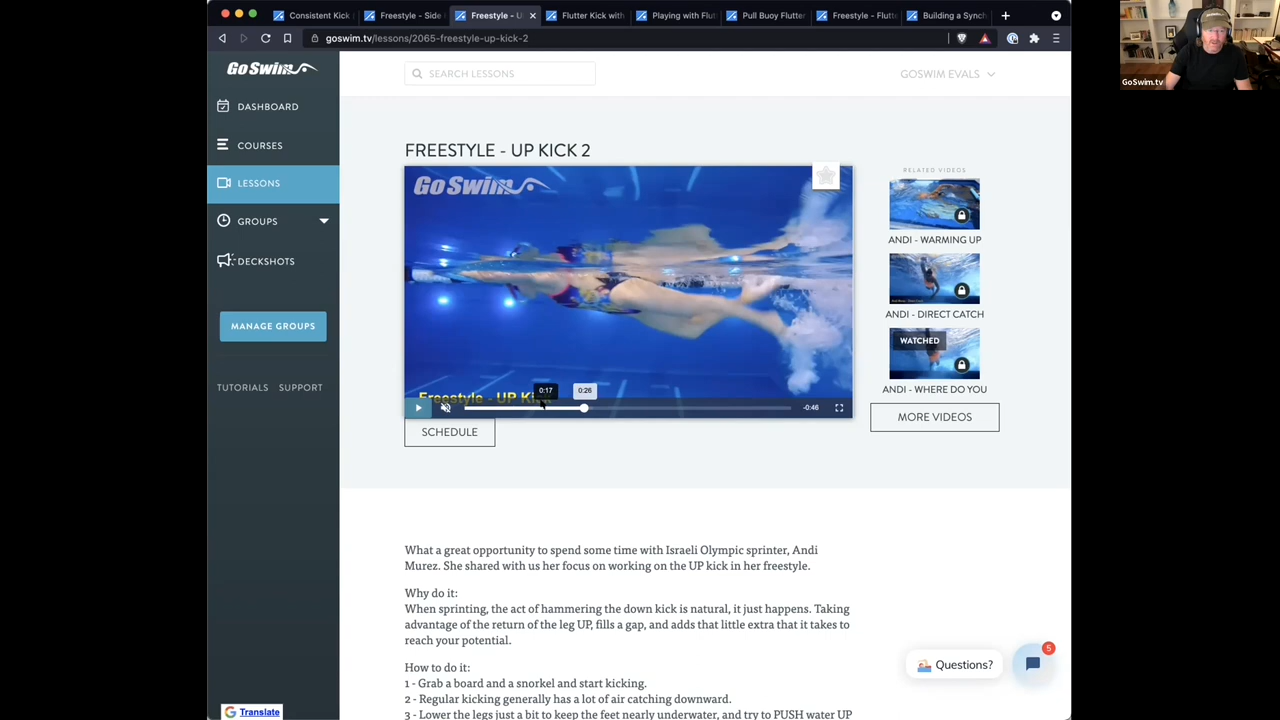 Consistent Kick
Freestyle - Side
Freestyle - U
Flutter Kick with
Playing with Flut
Pull Buoy Flutter
Freestyle - Flutte
Building a Synch
goswim.tv/lessons/2065-freestyle-up-kick-2
GoSwim
SEARCH LESSONS
GOSWIM EVALS
DASHBOARD
COURSES
LESSONS
GROUPS
DECKSHOTS
MANAGE GROUPS
TUTORIALS SUPPORT
FREESTYLE - UP KICK 2
GoSwim
Freestyle - UP Kick
0:17
0:26
-0:46
SCHEDULE
RELATED VIDEOS
ANDI - WARMING UP
ANDI - DIRECT CATCH
WATCHED
ANDI - WHERE DO YOU
MORE VIDEOS
What a great opportunity to spend some time with Israeli Olympic sprinter, Andi
Murez. She shared with us her focus on working on the UP kick in her freestyle.
Why do it:
When sprinting, the act of hammering the down kick is natural, it just happens. Taking
advantage of the return of the leg UP, fills a gap, and adds that little extra that it takes to
reach your potential.
How to do it:
1 - Grab a board and a snorkel and start kicking.
2 - Regular kicking generally has a lot of air catching downward.
3 - Lower the legs just a bit to keep the feet nearly underwater, and try to PUSH water UP
Questions?
5
Translate
GoSwim.tv